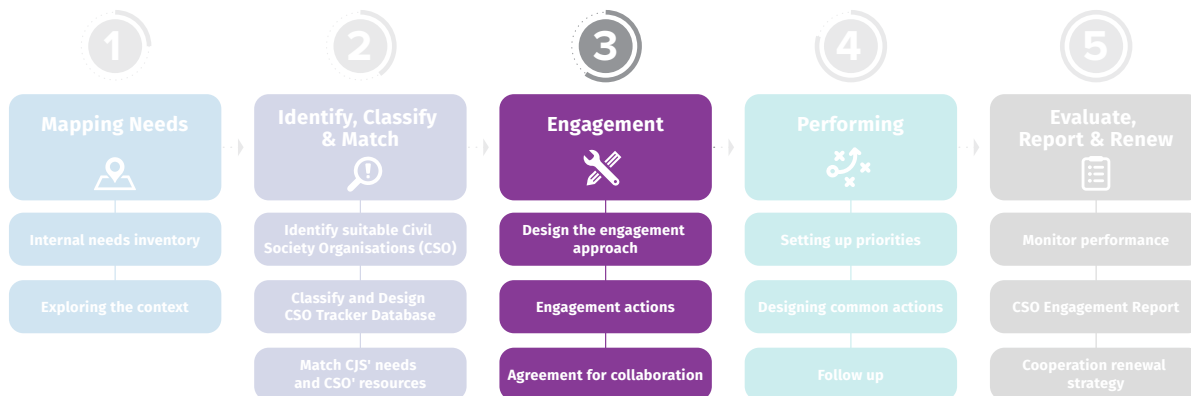 1
Mapping Needs
Internal needs inventory
Exploring the context
2
Identify, Classify
& Match
Identify suitable Civil
Society Organisations (CSO)
Classify and Design
CSO Tracker Database
Match CJS' needs
and CSO' resources
3
Engagement
Design the engagement
approach
Engagement actions
Agreement for collaboration
4
Performing
Setting up priorities
Designing common actions
Follow up
5
Evaluate,
Report & Renew
Monitor performance
CSO Engagement Report
Cooperation renewal
strategy